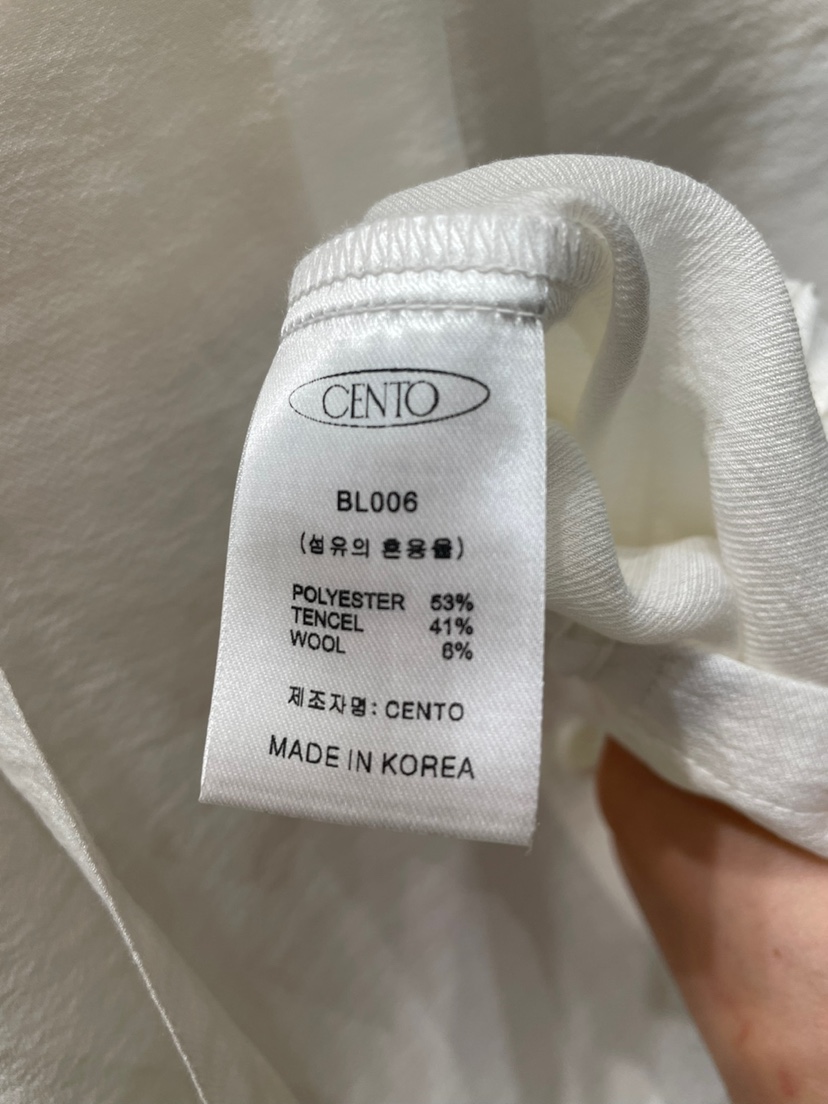 CENTO
BL006
(섬유의 혼용율)
POLYESTER 53%
TENCEL 41%
WOOL 6%
제조자명: CENTO
MADE IN KOREA